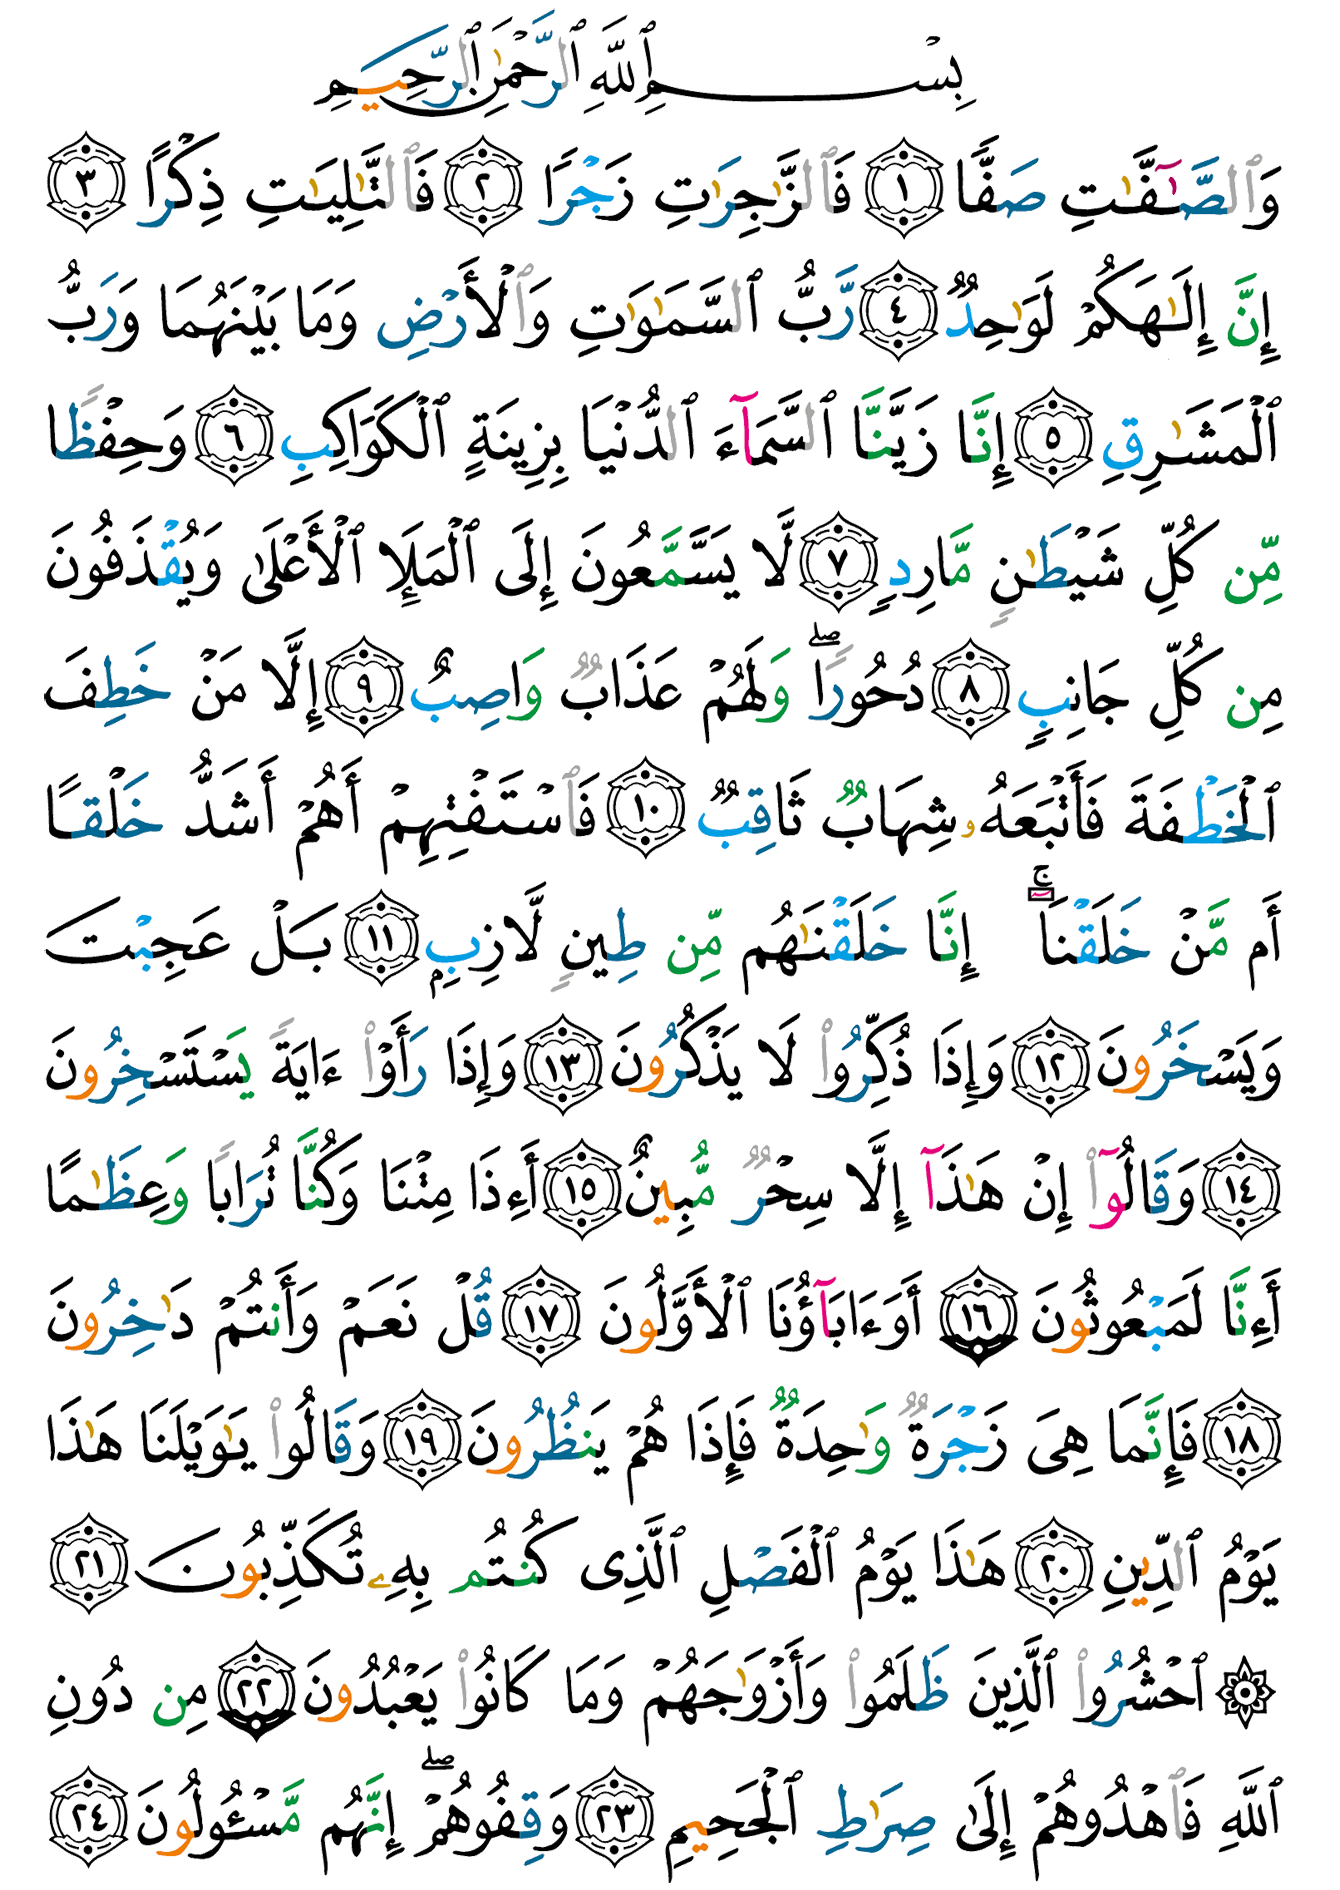 بِسْمِ ٱللَّهِ ٱلرَّحْمَٰنِ ٱلرَّحِيمِ
وَٱلصَّـٰٓفَّـٰتِ صَفًّا ١ فَٱلزَّٰجِرَٰتِ زَجْرًا ٢ فَٱلتَّـٰلِيَـٰتِ ذِكْرًا ٣
إِنَّ إِلَـٰهَكُمْ لَوَٰحِدٌ ٤ رَّبُّ ٱلسَّمَـٰوَٰتِ وَٱلْأَرْضِ وَمَا بَيْنَهُمَا وَرَبُّ
ٱلْمَشَـٰرِقِ ٥ إِنَّا زَيَّنَّا ٱلسَّمَآءَ ٱلدُّنْيَا بِزِينَةٍ ٱلْكَوَاكِبِ ٦ وَحِفْظًا
مِّن كُلِّ شَيْطَـٰنٍ مَّارِدٍ ٧ لَّا يَسَّمَّعُونَ إِلَى ٱلْمَلَإِ ٱلْأَعْلَىٰ وَيُقْذَفُونَ
مِن كُلِّ جَانِبٍ ٨ دُحُورًا ۖ وَلَهُمْ عَذَابٌ وَاصِبٌ ٩ إِلَّا مَنْ خَطِفَ
ٱلْخَطْفَةَ فَأَتْبَعَهُۥ شِهَابٌ ثَاقِبٌ ١٠ فَٱسْتَفْتِهِمْ أَهُمْ أَشَدُّ خَلْقًا
أَم مَّنْ خَلَقْنَآ ۚ إِنَّا خَلَقْنَـٰهُم مِّن طِينٍ لَّازِبٍۭ ١١ بَلْ عَجِبْتَ
وَيَسْخَرُونَ ١٢ وَإِذَا ذُكِّرُوا۟ لَا يَذْكُرُونَ ١٣ وَإِذَا رَأَوْا۟ ءَايَةً يَسْتَسْخِرُونَ
١٤ وَقَالُوٓا۟ إِنْ هَـٰذَآ إِلَّا سِحْرٌ مُّبِينٌ ١٥ أَءِذَا مِتْنَا وَكُنَّا تُرَابًا وَعِظَـٰمًا
أَءِنَّا لَمَبْعُوثُونَ ١٦ أَوَءَابَآؤُنَا ٱلْأَوَّلُونَ ١٧ قُلْ نَعَمْ وَأَنتُمْ دَٰخِرُونَ
١٨ فَإِنَّمَا هِىَ زَجْرَةٌ وَٰحِدَةٌ فَإِذَا هُمْ يَنظُرُونَ ١٩ وَقَالُوا۟ يَـٰوَيْلَنَا هَـٰذَا
يَوْمُ ٱلدِّينِ ٢٠ هَـٰذَا يَوْمُ ٱلْفَصْلِ ٱلَّذِى كُنتُم بِهِۦ تُكَذِّبُونَ ٢١
۞ ٱحْشُرُوا۟ ٱلَّذِينَ ظَلَمُوا۟ وَأَزْوَٰجَهُمْ وَمَا كَانُوا۟ يَعْبُدُونَ ٢٢ مِن دُونِ
ٱللَّهِ فَٱهْدُوهُمْ إِلَىٰ صِرَٰطِ ٱلْجَحِيمِ ٢٣ وَقِفُوهُمْ ۖ إِنَّهُم مَّسْـُٔولُونَ ٢٤